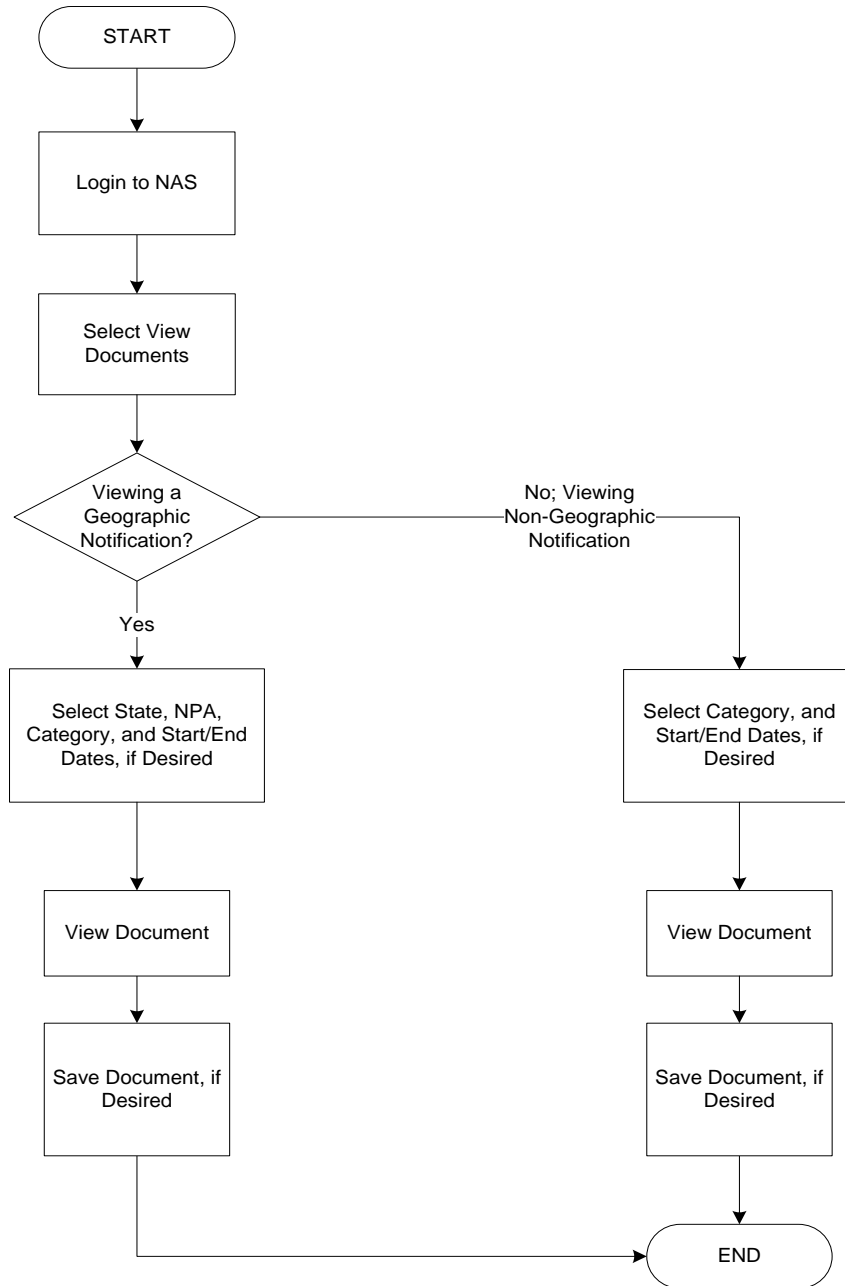 START
Login to NAS
Select View
Documents
Viewing a
Geographic
Notification?
No; Viewing
Non-Geographic
Notification
Yes
Select State, NPA,
Category, and Start/End
Dates, if Desired
Select Category, and
Start/End Dates, if
Desired
View Document
View Document
Save Document, if
Desired
Save Document, if
Desired
END